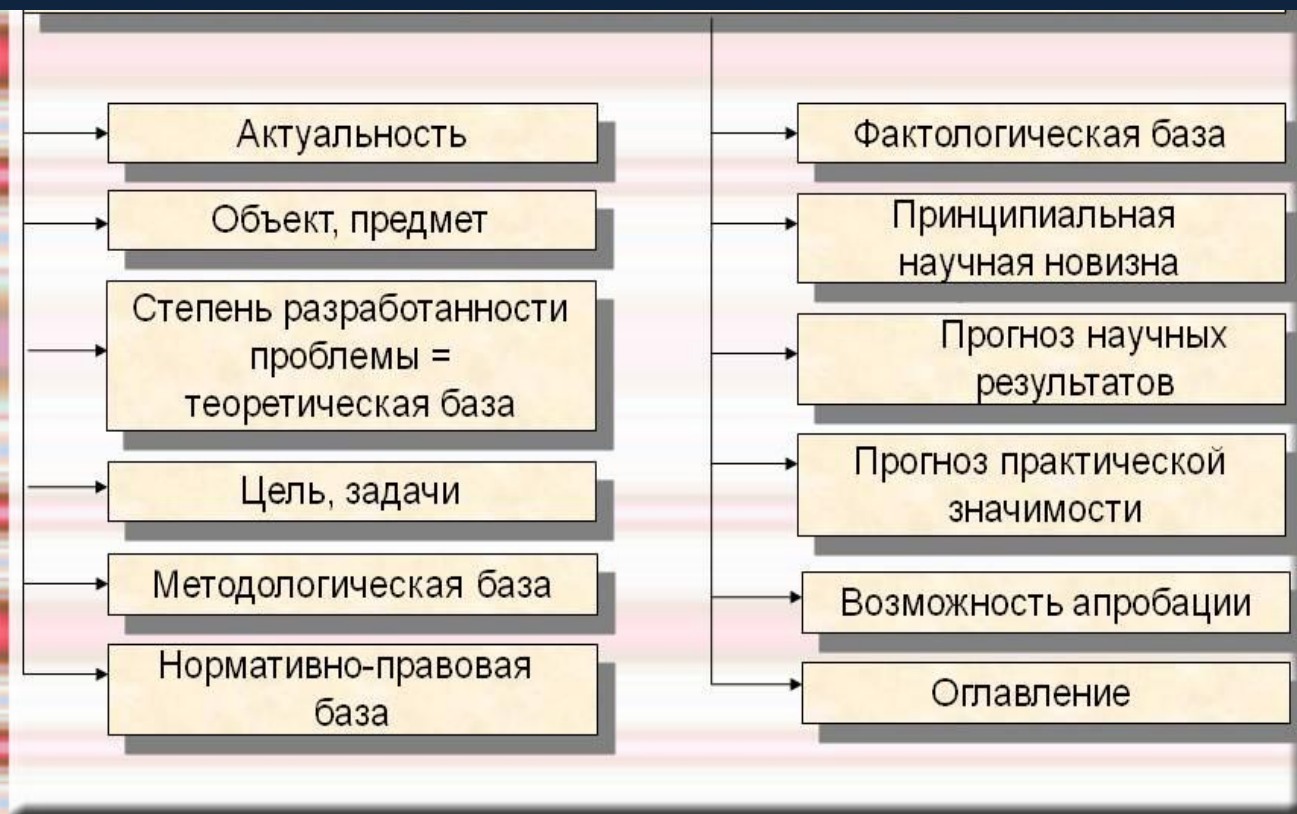 Актуальность
Объект, предмет
Степень разработанности
проблемы =
теоретическая база
Цель, задачи
Методологическая база
Нормативно-правовая
база
Фактологическая база
Принципиальная
научная новизна
Прогноз научных
результатов
Прогноз практической
значимости
Возможность апробации
Оглавление